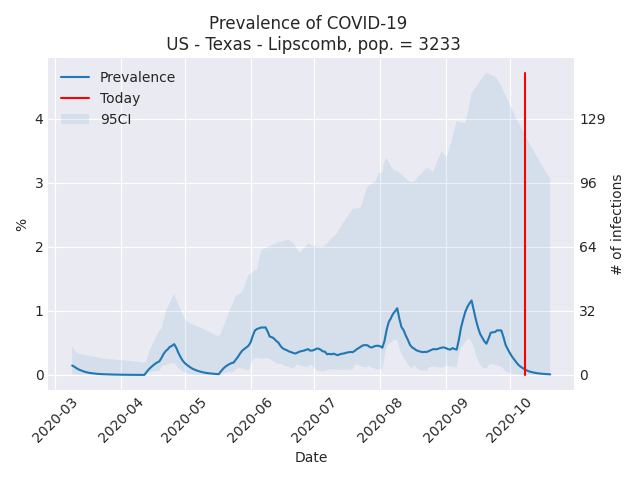 Prevalence of COVID-19
US - Texas - Lipscomb, pop. = 3233
Prevalence
Today
95CI
%
4
3
2
1
0
129
96
64
32
0
# of infections
2020-03
2020-04
2020-05
2020-06
2020-07
2020-08
2020-09
2020-10
Date